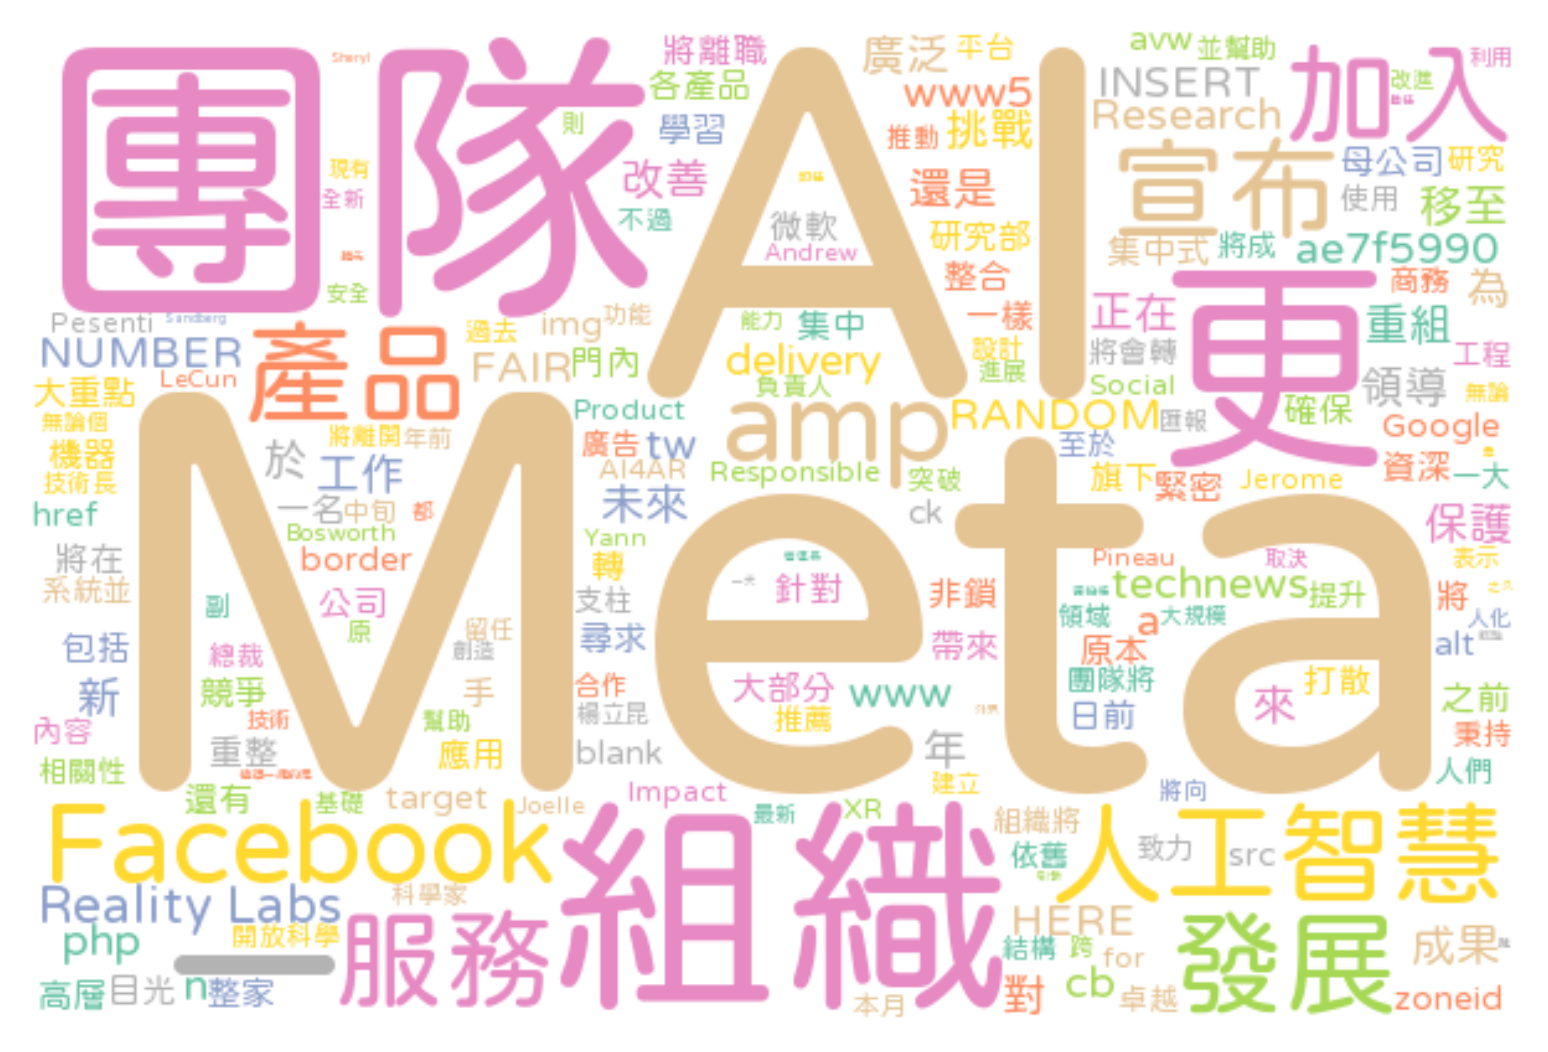 團隊
AI
Meta
組織
更
加入
宣布
產品
amp
Facebook
人工智慧
服務
發展
一
Sheryl
將離職
各產品
學習
則
改善
現有
全新
不過
安全
廣泛
平台
www5
推動
挑戰
還是
微軟
Andrew
研究部
整合
一樣
avw
並幫助
INSERT
Research
利用
改進
母公司
研究
使用
移至
集中式
將成
ae7f5990
商務
為
正在
重組
將會轉
工程
Social
領導
無論
確保
Google
匯報
至於
資深
一大
旗下
緊密
Jerome
Pesenti
Sandberg
NUMBER
LeCun
大重點
無論個
機器
技術長
href
過去
img
功能
FAIR
門內
將離開
年前
Product
廣告
tw
AI4AR
能力
集中
設計
進展
delivery
負責人
RANDOM
Responsible
突破
於
工作
一名
中旬
都
未來
ck
Bosworth
border
Yann
轉
將在
系統並
副
公司
原
支柱
針對
非鎖
Pineau
取決
保護
表示
technews
提升
將
領域
a
大規模
人化
alt
包括
總裁
留任
創造
尋求
帶來
原本
新
競爭
手
合作
大部分
www
團隊將
打散
來
之前
內容
技術
幫助
楊立昆
推薦
日前
秉持
重整
應用
blank
年
相關性
人們
還有
基礎
target
Joelle
Impact
最新
XR
建立
將向
組織將
依舊
致力
src
Reality Labs
科學家
php
開放科學
HERE
結構
跨
for
成果
高層
目光
n
整家
本月
對
cb
卓越
zoneid